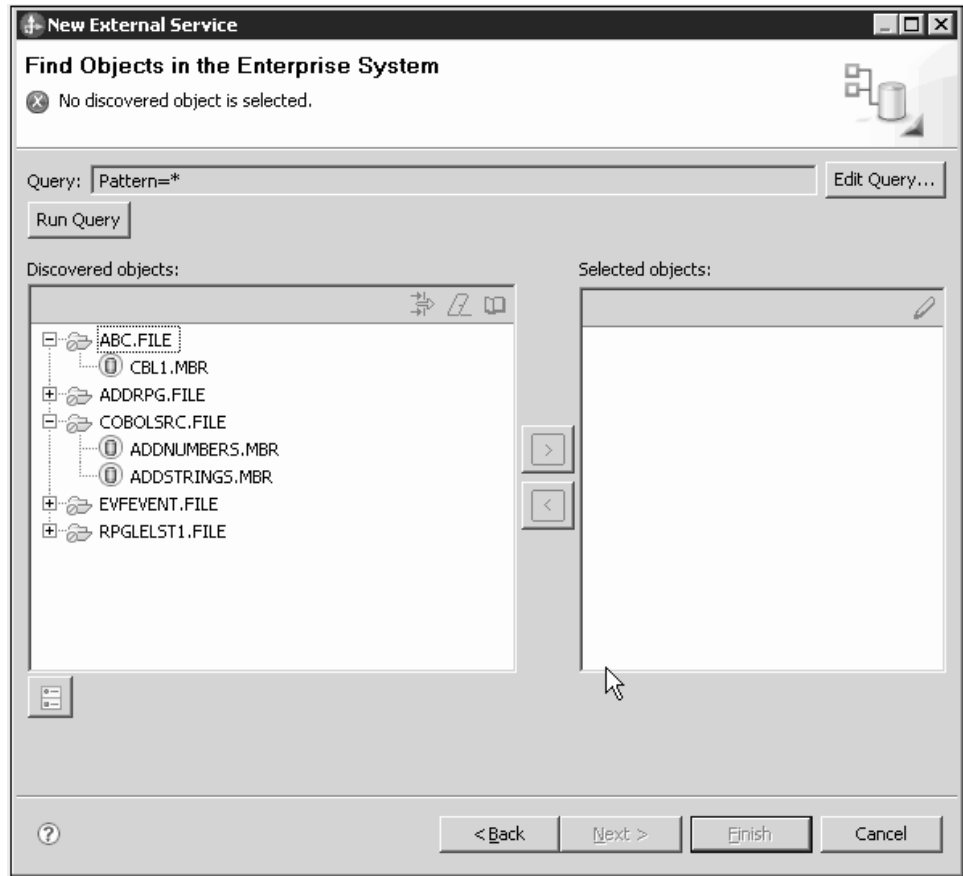 New External Service
Find Objects in the Enterprise System
No discovered object is selected.
Query: Pattern=* Edit Query...
Run Query
Discovered objects: Selected objects:
ABC.FILE
CBL1.MBR
ADDRPG.FILE
COBOLSRC.FILE
ADDNUMBERS.MBR
ADDSTRINGS.MBR
> 
EVFEVENT.FILE
<
RPGLELST1.FILE
? < Back Next > Finish Cancel